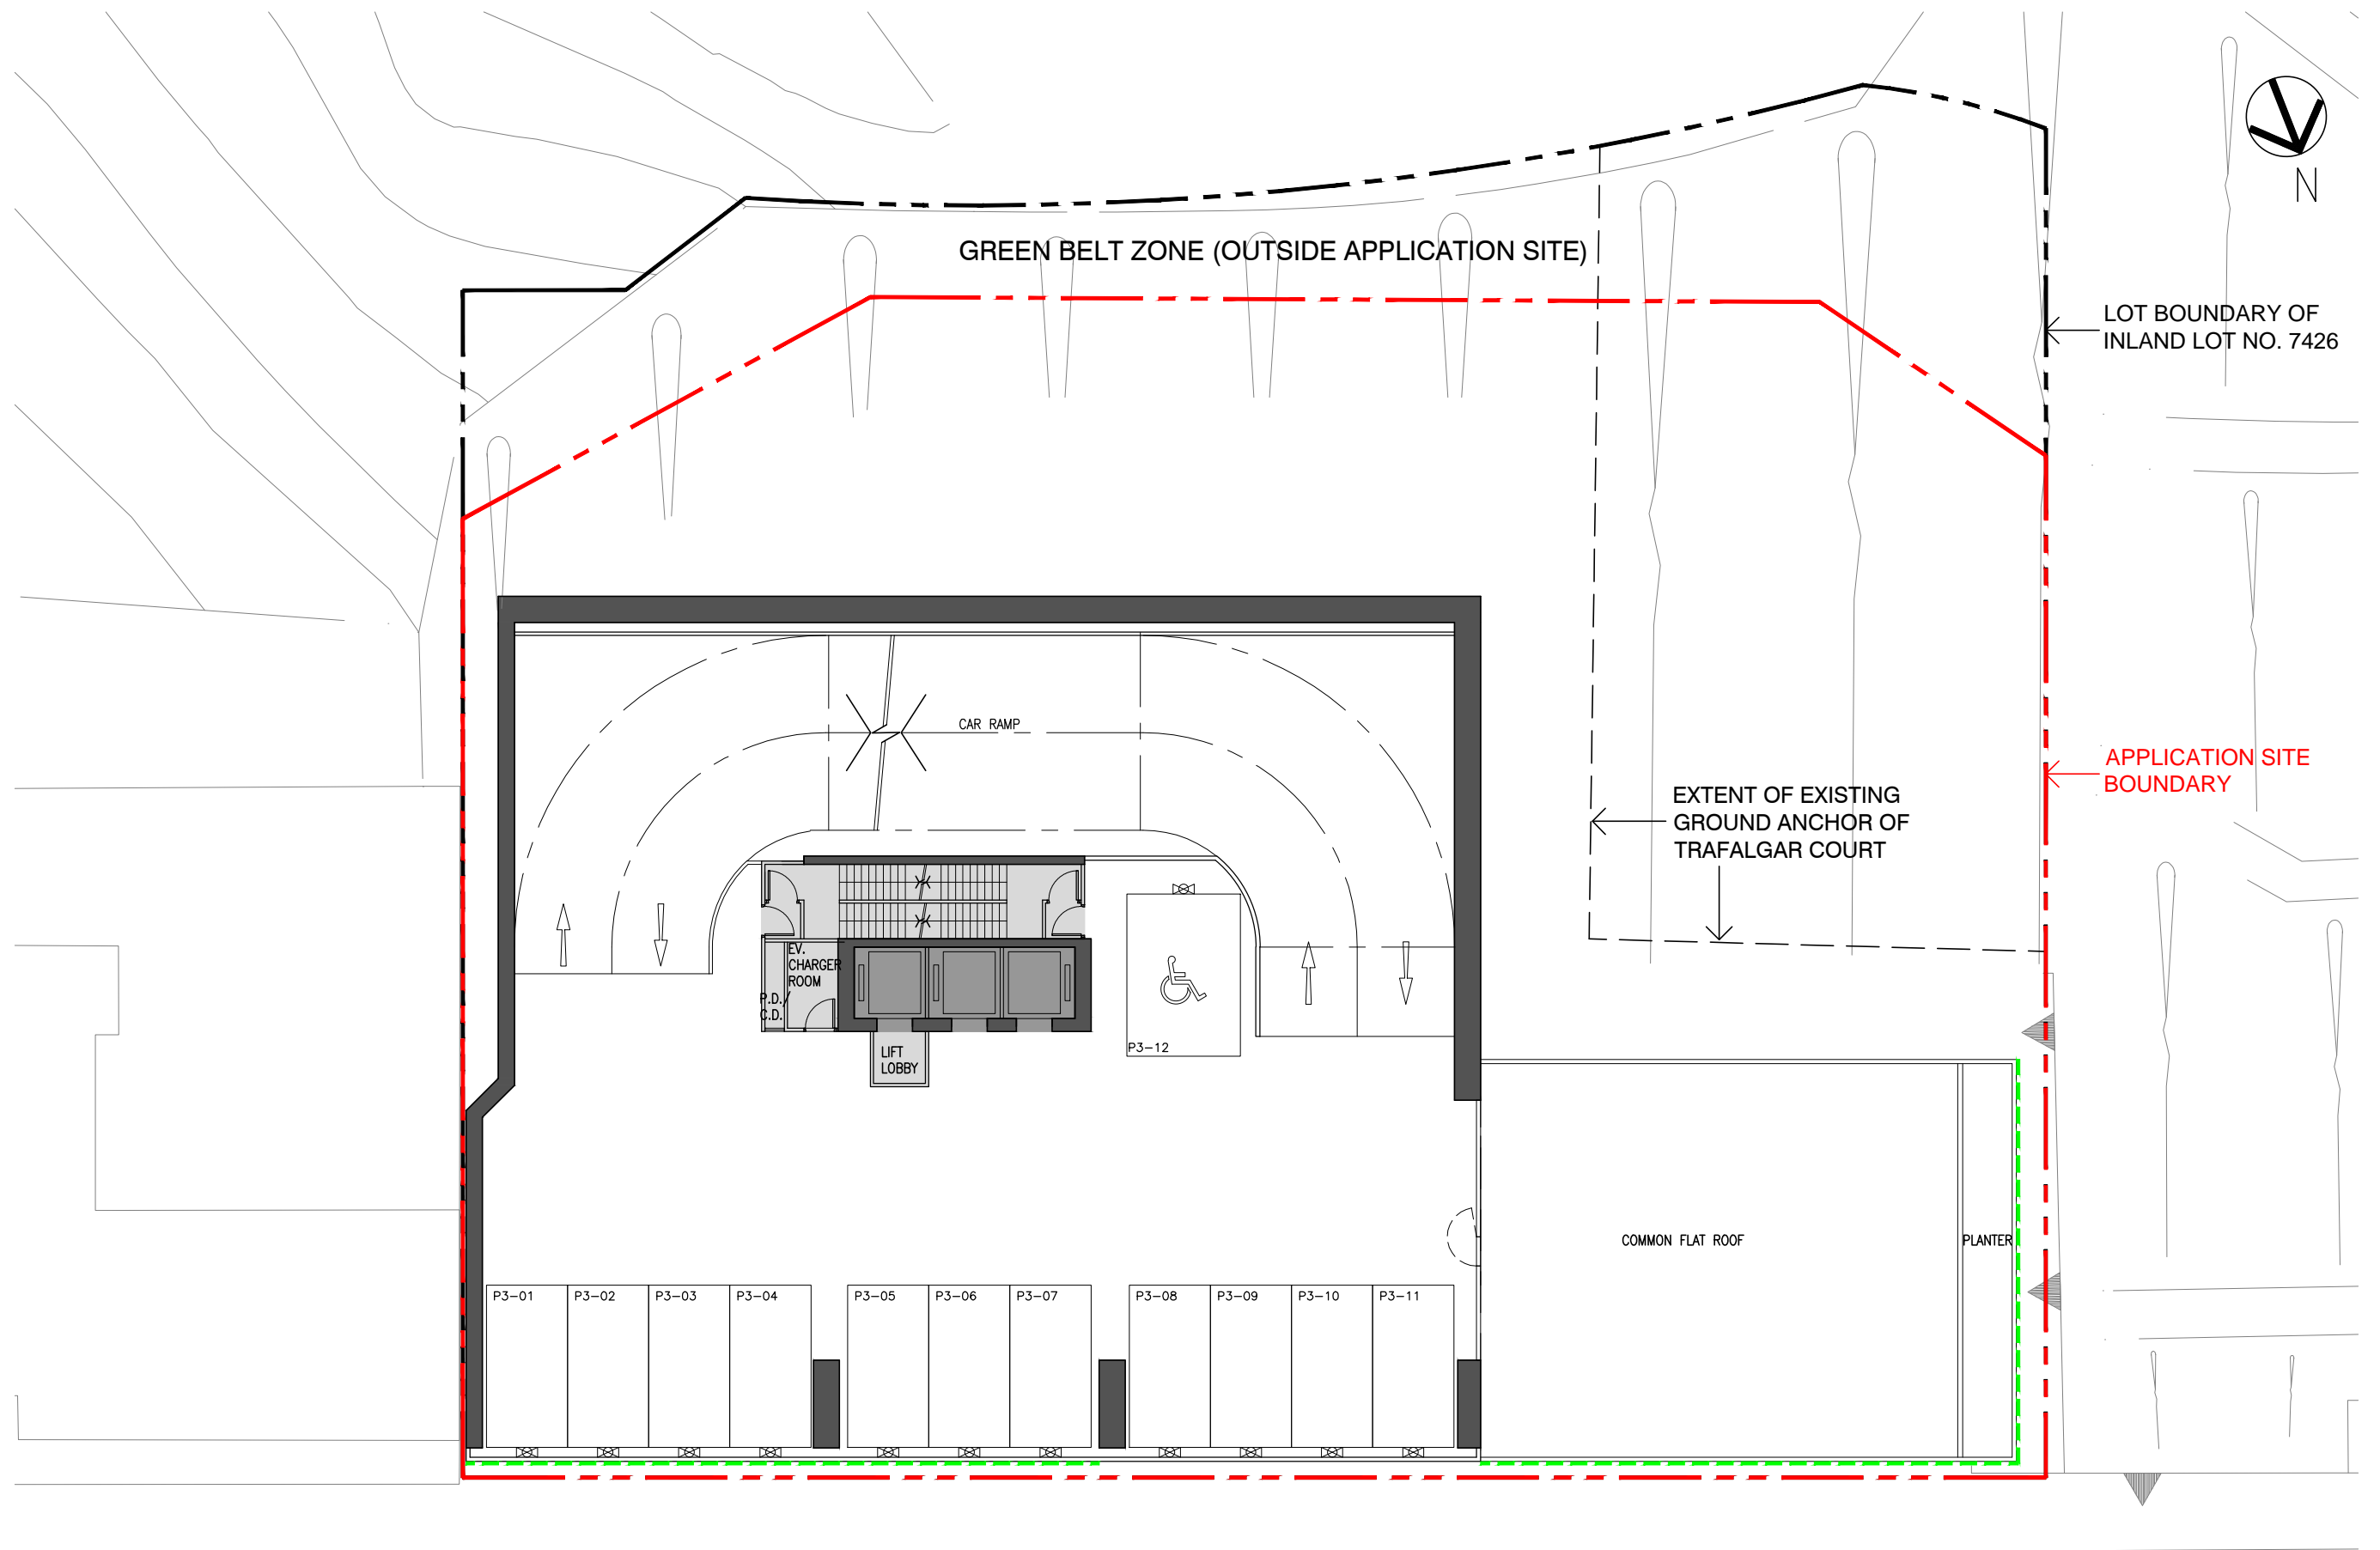 N
GREEN BELT ZONE (OUTSIDE APPLICATION SITE)
LOT BOUNDARY OF
INLAND LOT NO. 7426
CAR RAMP
APPLICATION SITE
BOUNDARY
EXTENT OF EXISTING
GROUND ANCHOR OF
TRAFALGAR COURT
EV.
CHARGER
ROOM
P.D./
C.D.
LIFT
LOBBY
P3-12
COMMON FLAT ROOF
PLANTER
P3-01
P3-02
P3-03
P3-04
P3-05
P3-06
P3-07
P3-08
P3-09
P3-10
P3-11